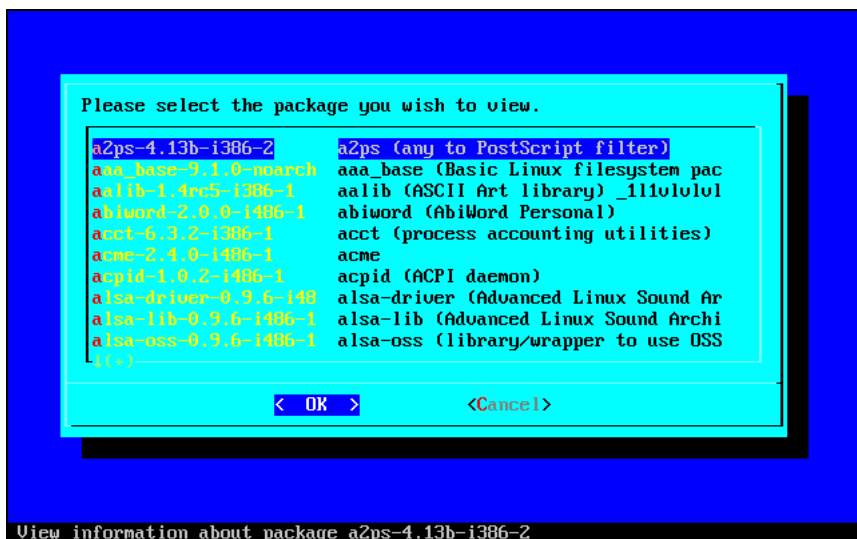 Please select the package you wish to view.
a2ps-4.13b-i386-2 a2ps (any to PostScript filter)
aaa_base-9.1.0-noarch aaa_base (Basic Linux filesystem pac
aalib-1.4rc5-i386-1 aalib (ASCII Art library) _1l1vlvlvl
abiword-2.0.0-i486-1 abiword (AbiWord Personal)
acct-6.3.2-i386-1 acct (process accounting utilities)
acme-2.4.0-i486-1 acme
acpid-1.0.2-i486-1 acpid (ACPI daemon)
alsa-driver-0.9.6-i48 alsa-driver (Advanced Linux Sound Ar
alsa-lib-0.9.6-i486-1 alsa-lib (Advanced Linux Sound Archi
alsa-oss-0.9.6-i486-1 alsa-oss (library/wrapper to use OSS
↓(+)
< OK > <Cancel>
View information about package a2ps-4.13b-i386-2